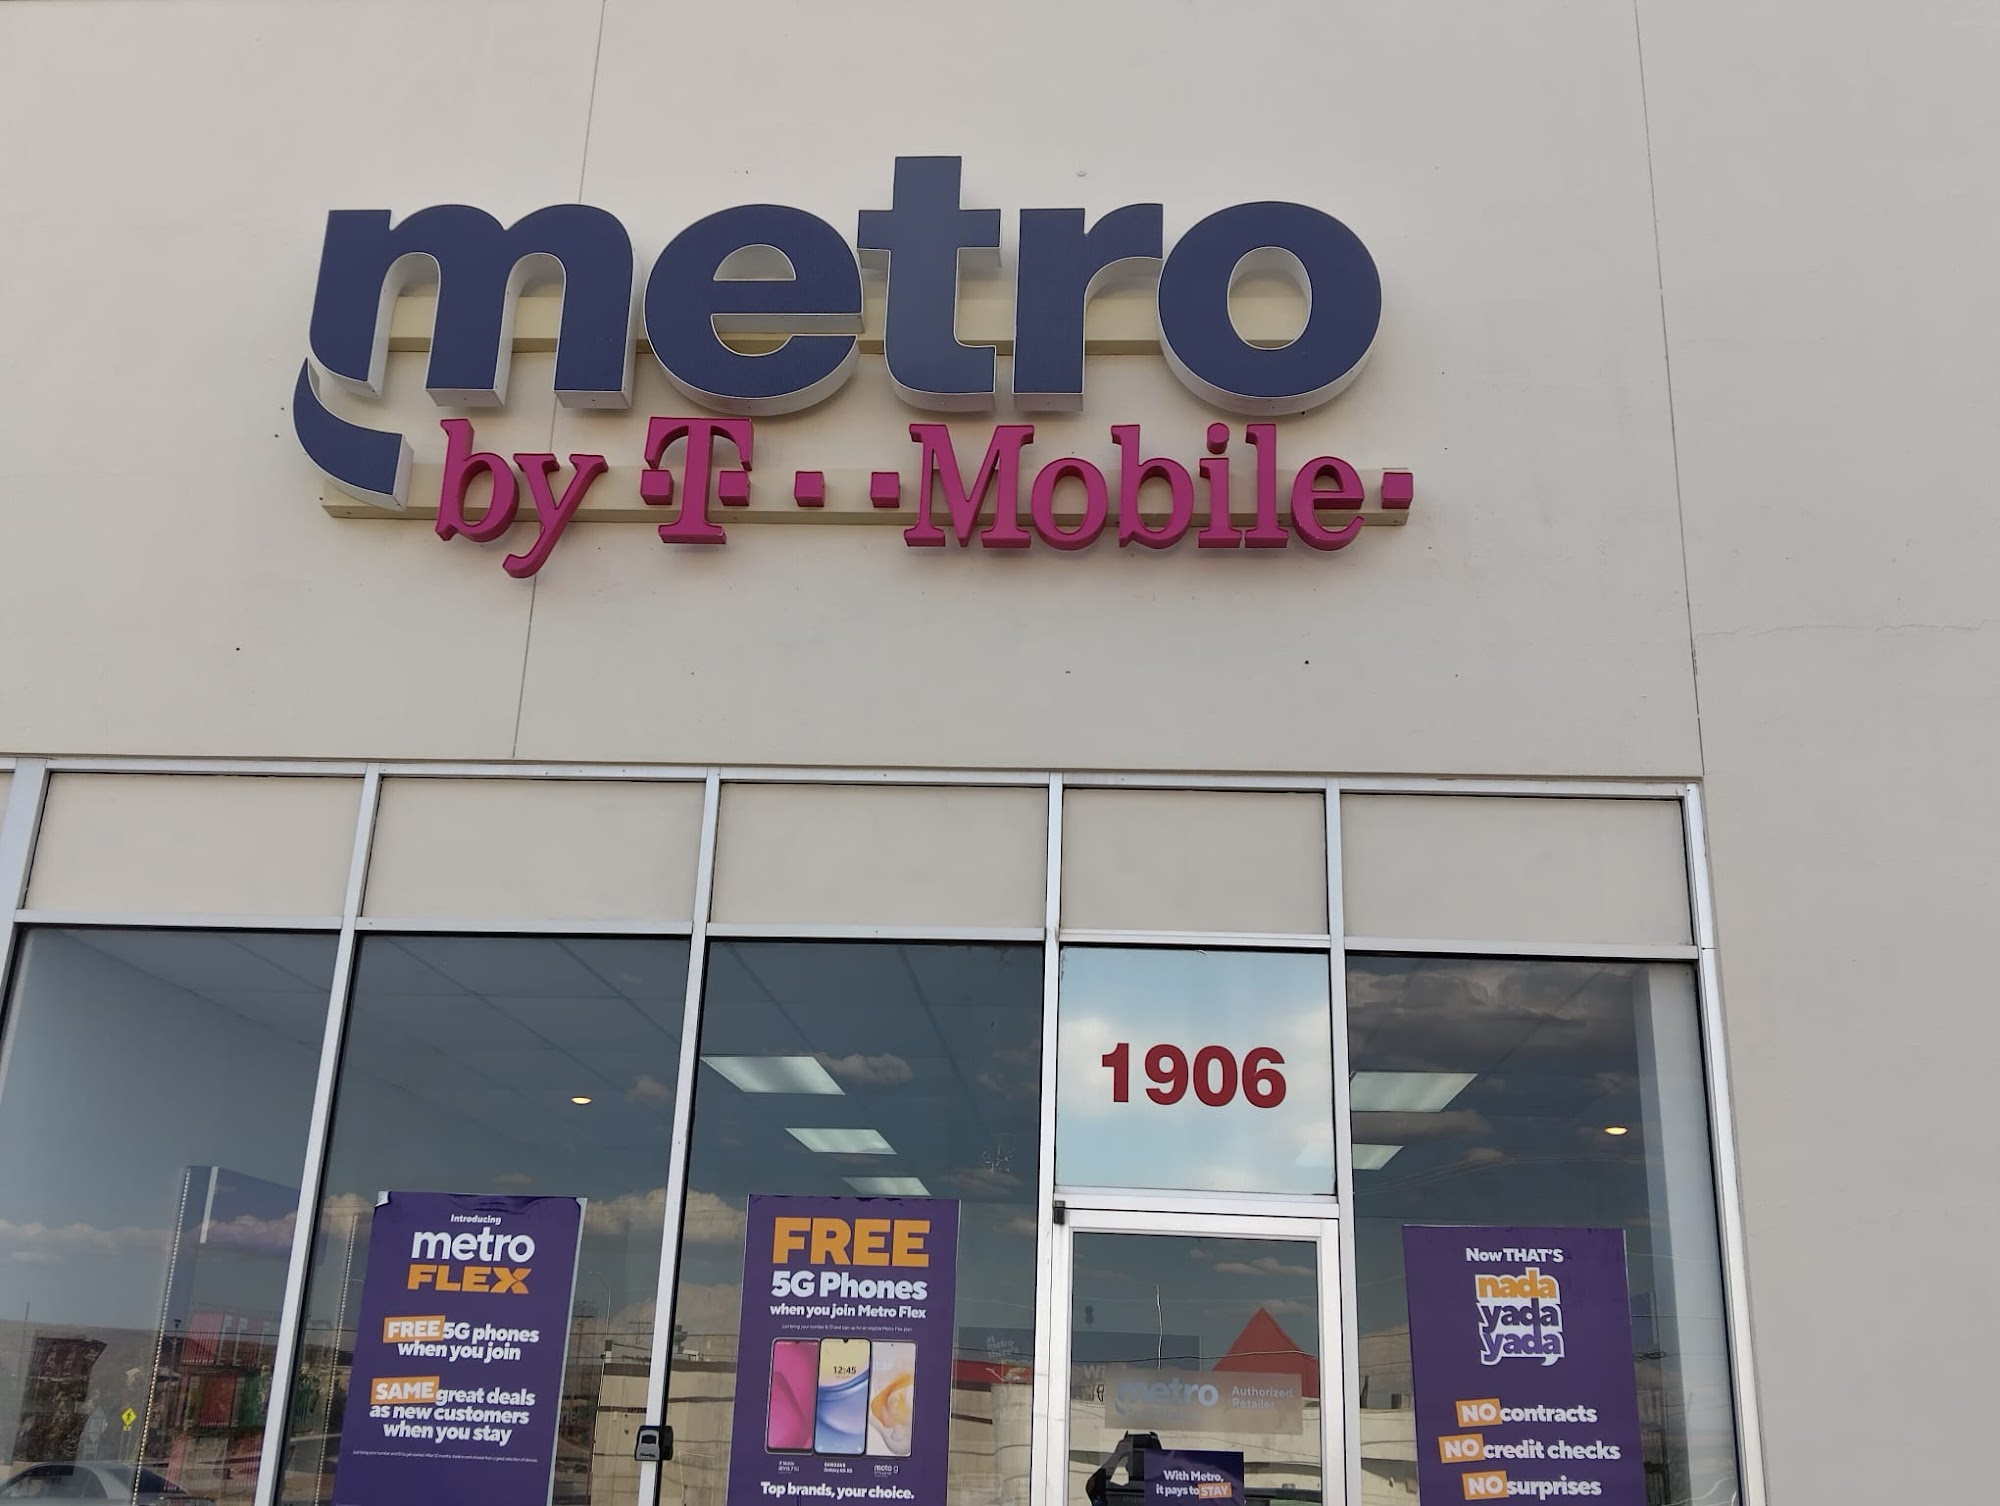 metro
by T Mobile
1906
Introducing
metro
FLEX
FREE 5G phones
when you join
SAME great deals
as new customers
when you stay
FREE
5G Phones
when you join Metro Flex
12:45
SAMSUNG
moto g
Top brands, your choice.
metro Authorized
Retailer
With Metro,
it pays to STAY
Now THAT'S
nada
yada
yada
NO contracts
NO credit checks
NO surprises